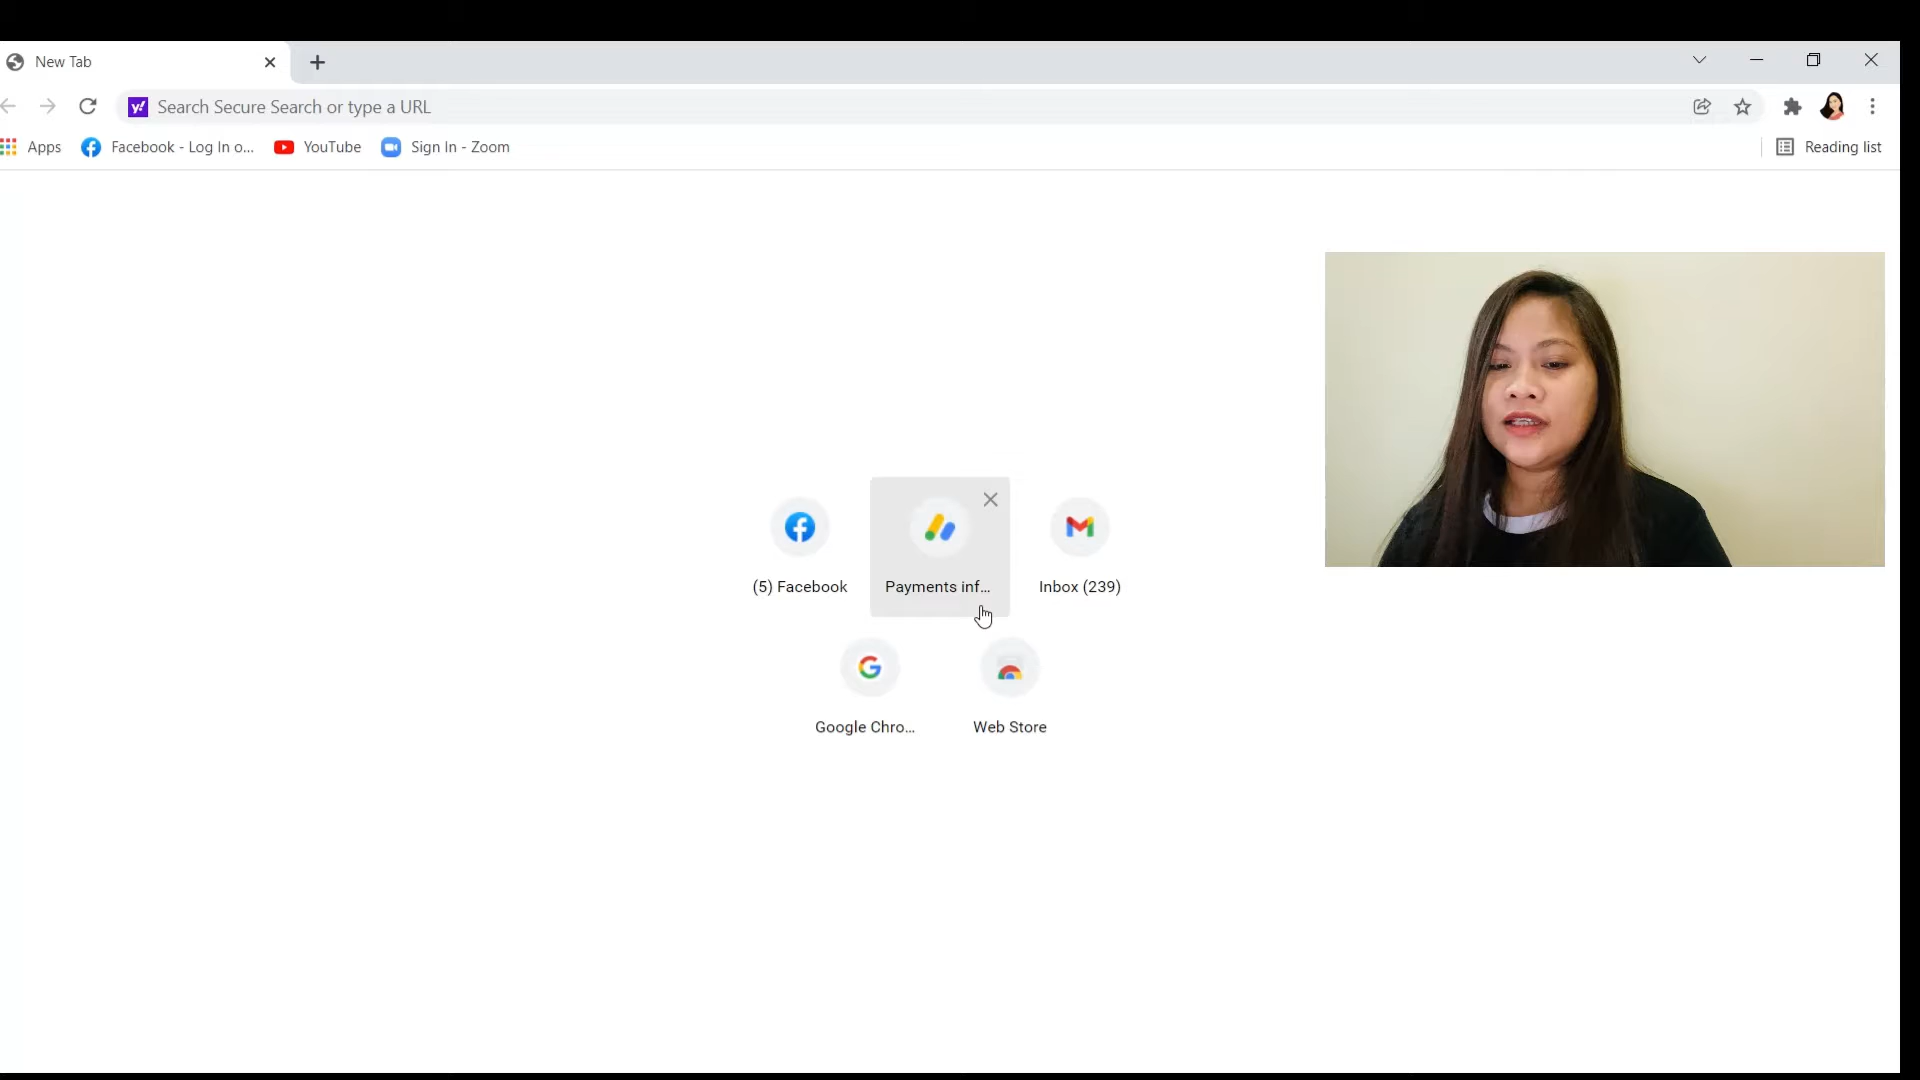 New Tab
Search Secure Search or type a URL
Apps
Facebook - Log In o...
YouTube
Sign In - Zoom
Reading list
(5) Facebook
Payments inf...
Inbox (239)
Google Chro...
Web Store